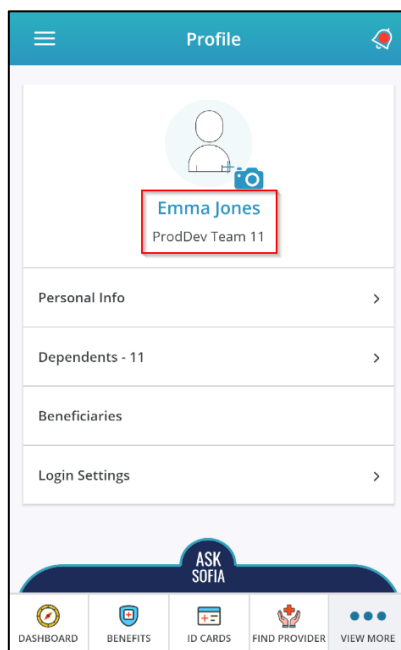 Profile
Emma Jones
ProdDev Team 11
Personal Info
Dependents - 11
Beneficiaries
Login Settings
ASK
SOFIA
DASHBOARD
BENEFITS
ID CARDS
FIND PROVIDER
VIEW MORE